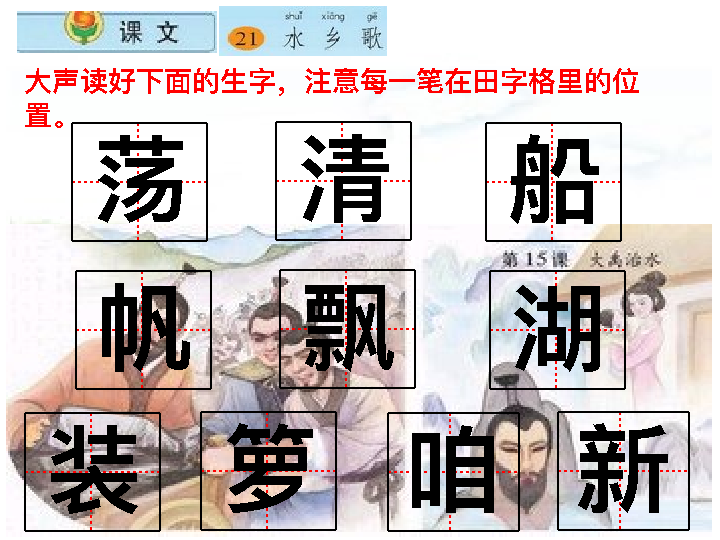 课文
shuǐ xiāng gē
21 水乡歌
大声读好下面的生字，注意每一笔在田字格里的位
置。
荡 清 船
第15课 大禹治水
帆 飘 湖
装 箩 咱 新